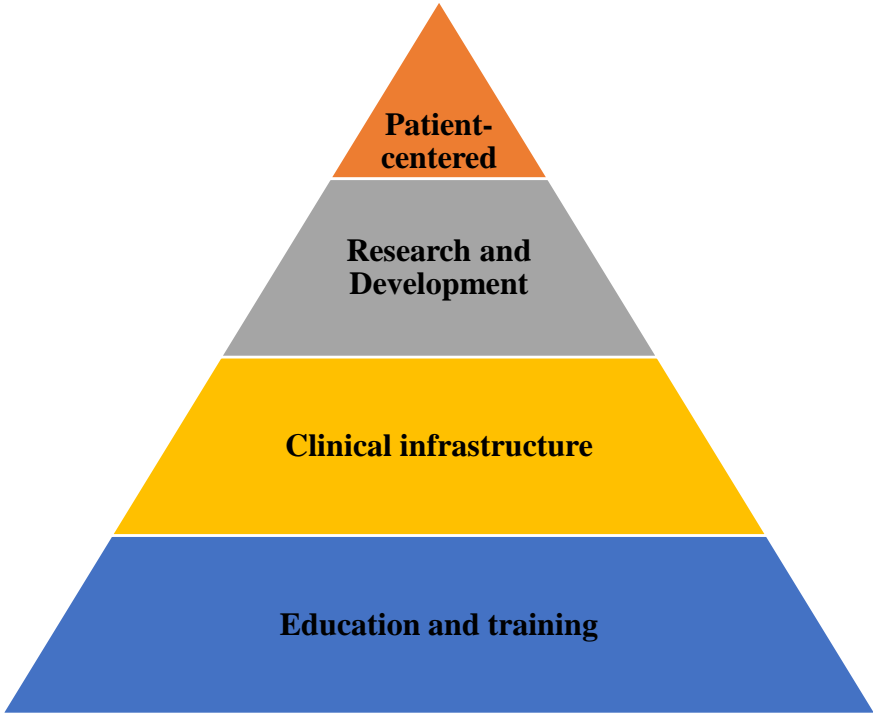 Patient-
centered
Research and
Development
Clinical infrastructure
Education and training